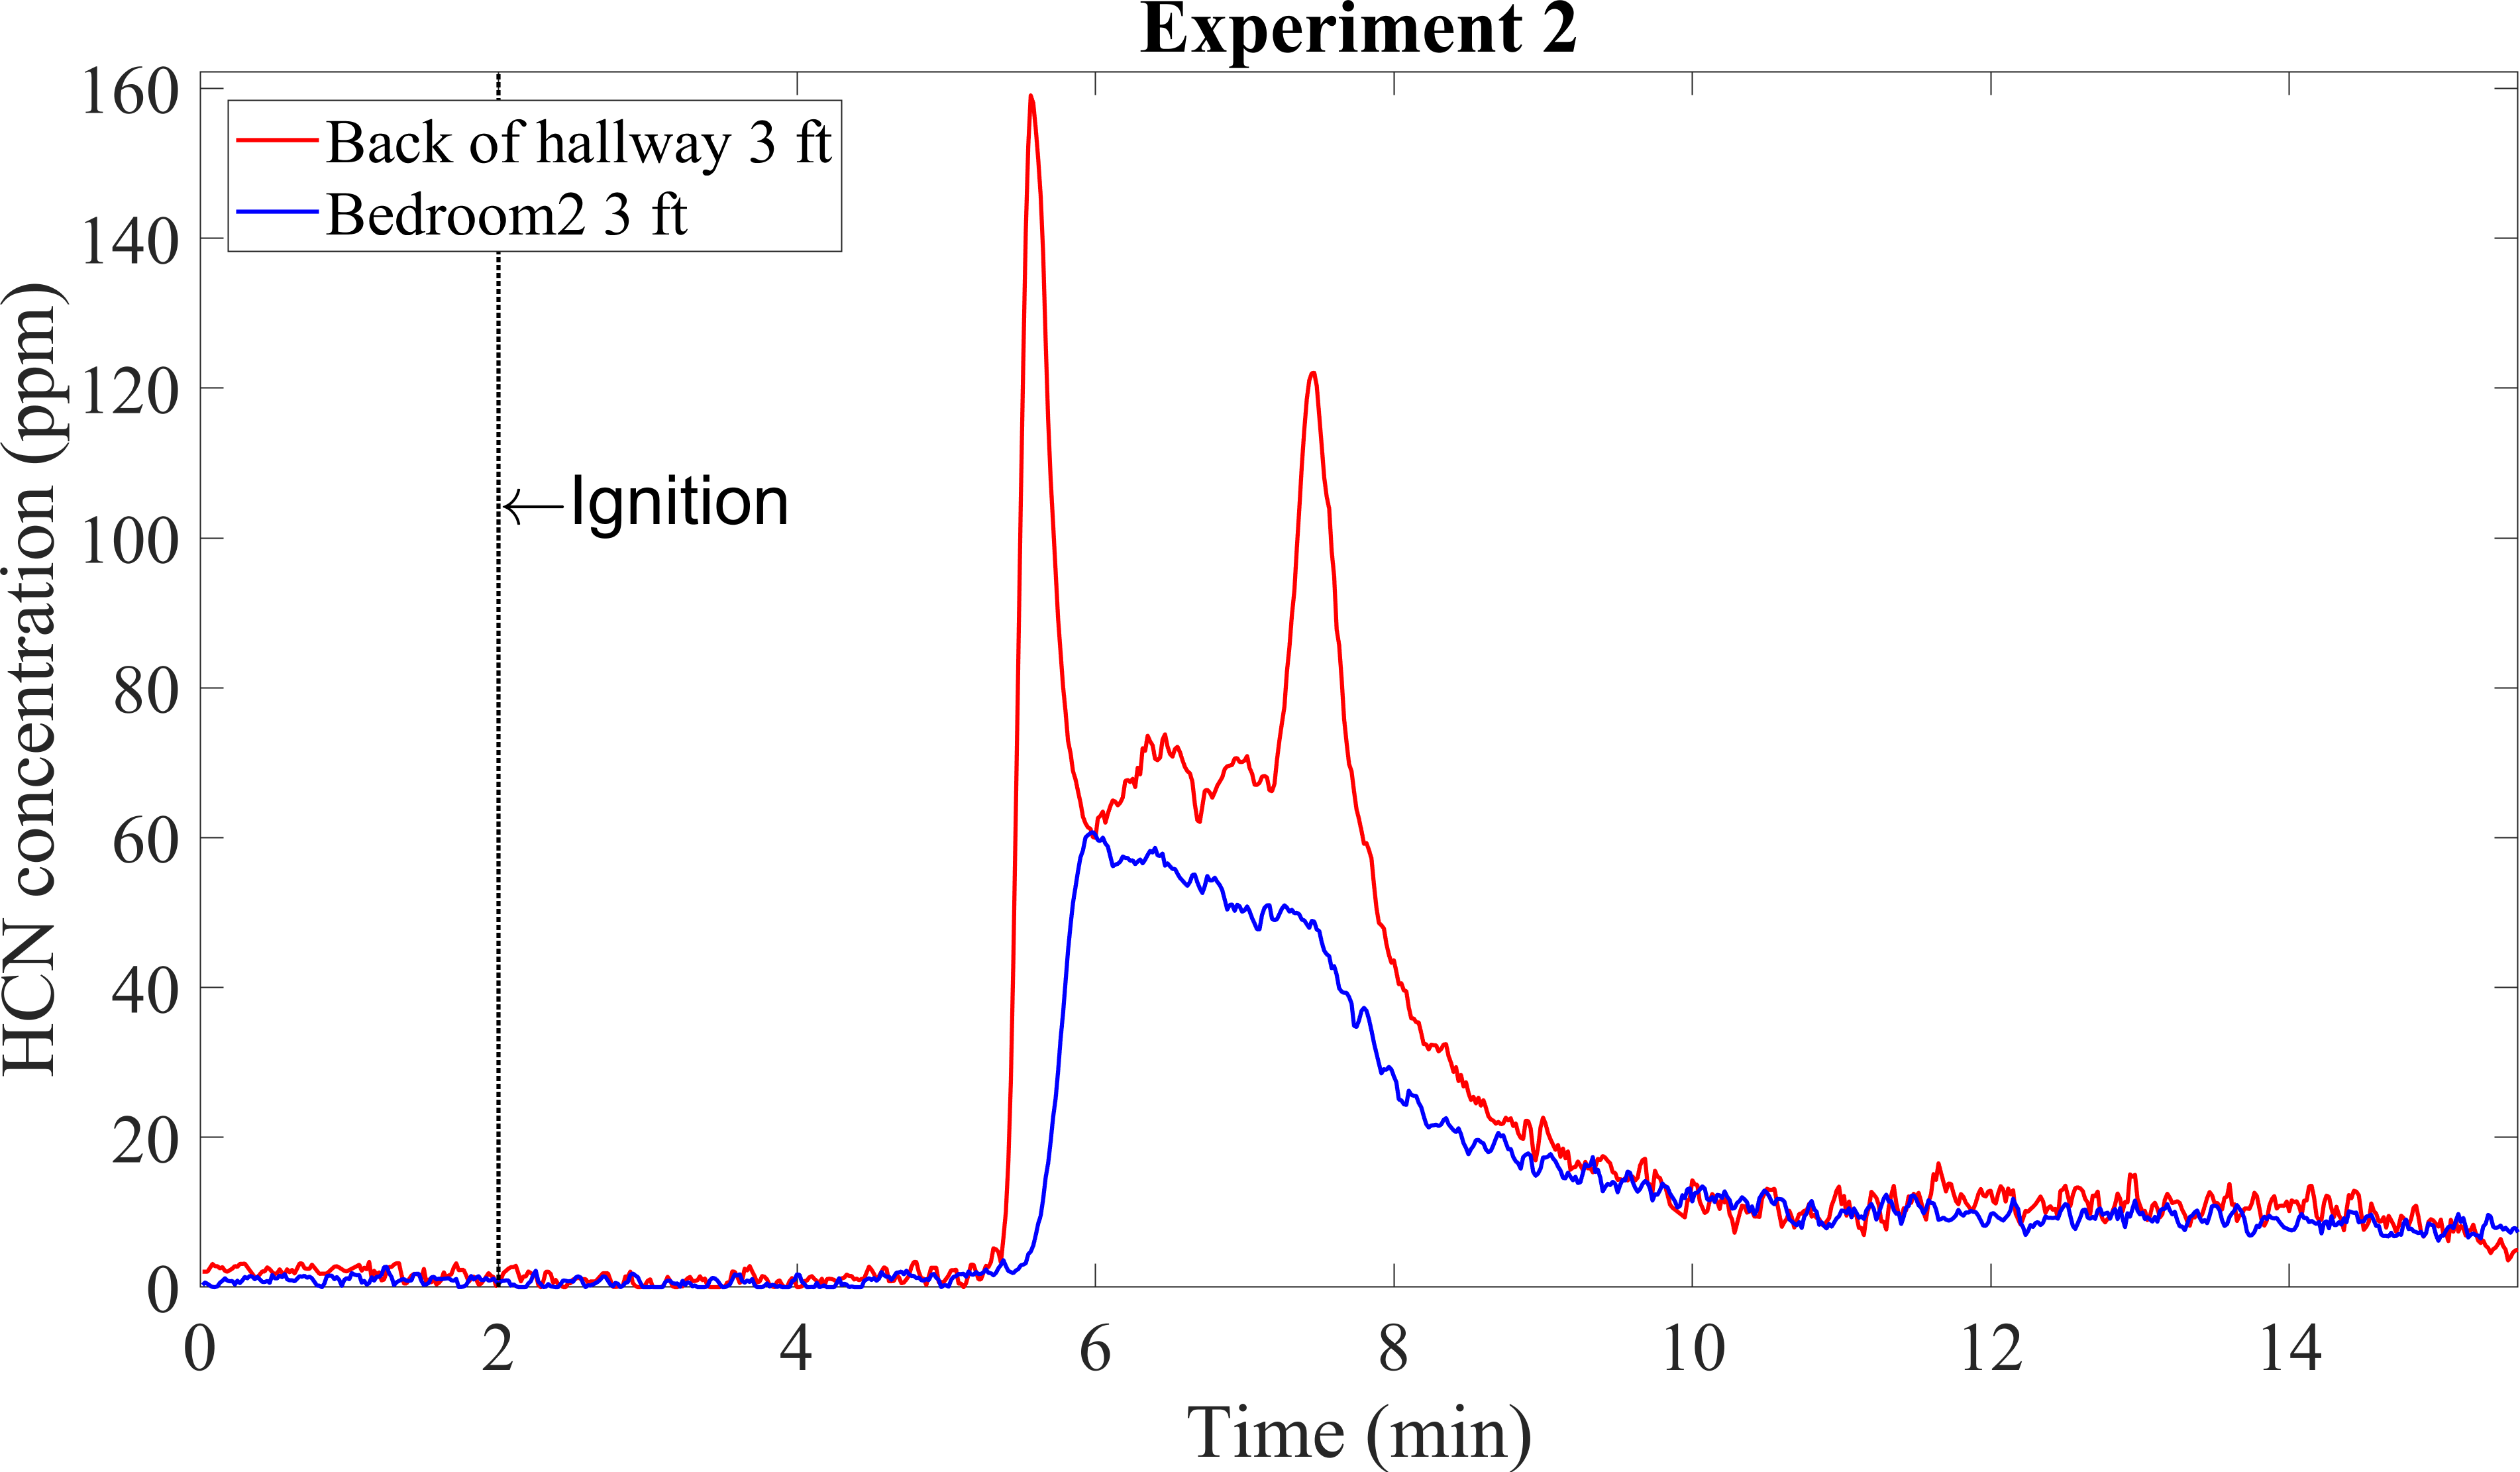 Experiment 2
HCN concentration (ppm)
160
140
120
100
80
60
40
20
0
Back of hallway 3 ft
Bedroom2 3 ft
←Ignition
0 2 4 6 8 10 12 14
Time (min)